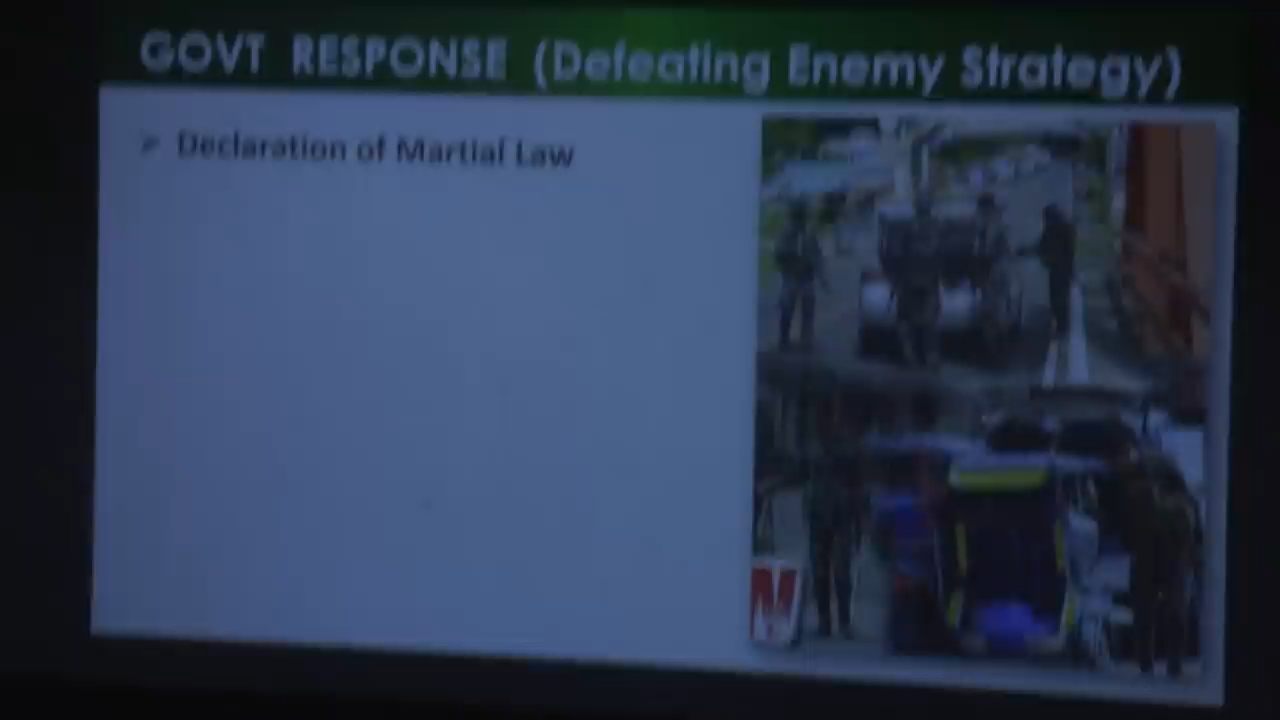 GOVT RESPONSE (Defeating Enemy Strategy)
➢ Declaration of Martial Law